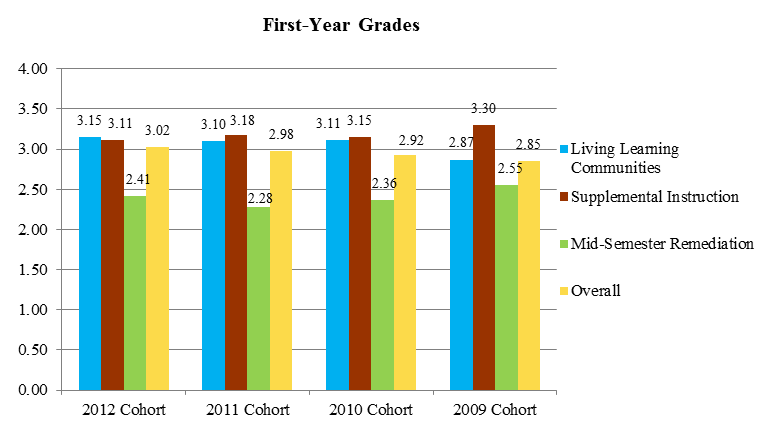 First-Year Grades
4.00
3.50
3.00
2.50
2.00
1.50
1.00
0.50
0.00
3.15 3.11 2.41 3.02
3.10 3.18 2.28 2.98
3.11 3.15 2.36 2.92
2.87 3.30 2.55 2.85
2012 Cohort 2011 Cohort 2010 Cohort 2009 Cohort
Living Learning
Communities
Supplemental Instruction
Mid-Semester Remediation
Overall